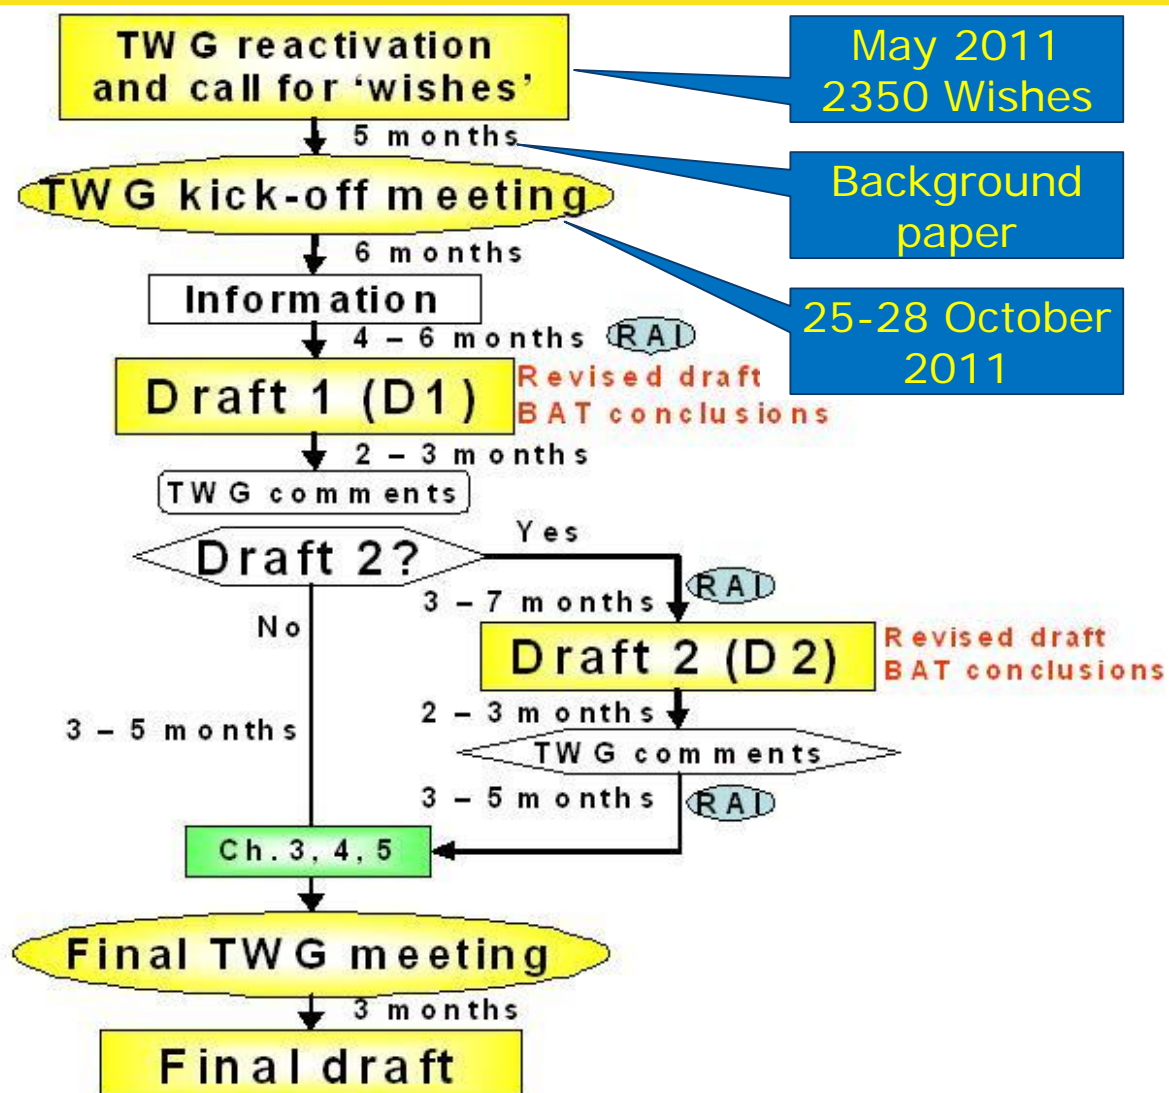 TWG reactivation
and call for ‘wishes’
May 2011
2350 Wishes
5 months
Background
paper
TWG kick-off meeting
6 months
25-28 October
2011
Information
4 – 6 months
RAI
Draft 1 (D1)
Revised draft
BAT conclusions
2 – 3 months
TWG comments
Draft 2?
Yes
No
3 – 7 months
RAI
Draft 2 (D2)
Revised draft
BAT conclusions
2 – 3 months
TWG comments
3 – 5 months
3 – 5 months
RAI
Ch. 3, 4, 5
Final TWG meeting
3 months
Final draft